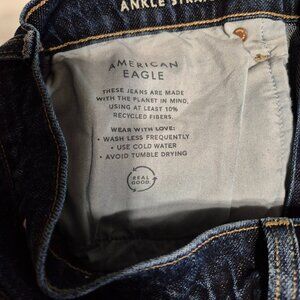 ANKLE STRAI
AMERICAN
EAGLE
THESE JEANS ARE MADE
WITH THE PLANET IN MIND,
USING AT LEAST 10%
RECYCLED FIBERS.
WEAR WITH LOVE:
• WASH LESS FREQUENTLY
• USE COLD WATER
• AVOID TUMBLE DRYING
REAL
GOOD.